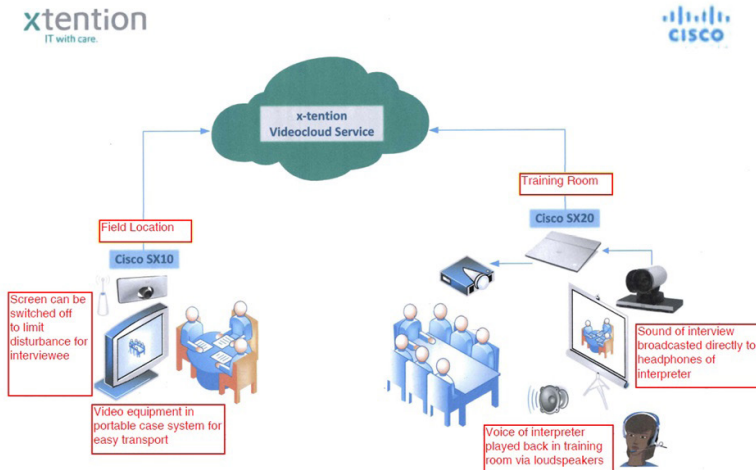 xtention
IT with care.
CISCO
x-tention
Videocloud Service
Training Room
Field Location
Cisco SX20
Cisco SX10
Screen can be
switched off
to limit
disturbance for
interviewee
Sound of interview
broadcasted directly to
headphones of
interpreter
Video equipment in
portable case system for
easy transport
Voice of interpreter
played back in training
room via loudspeakers